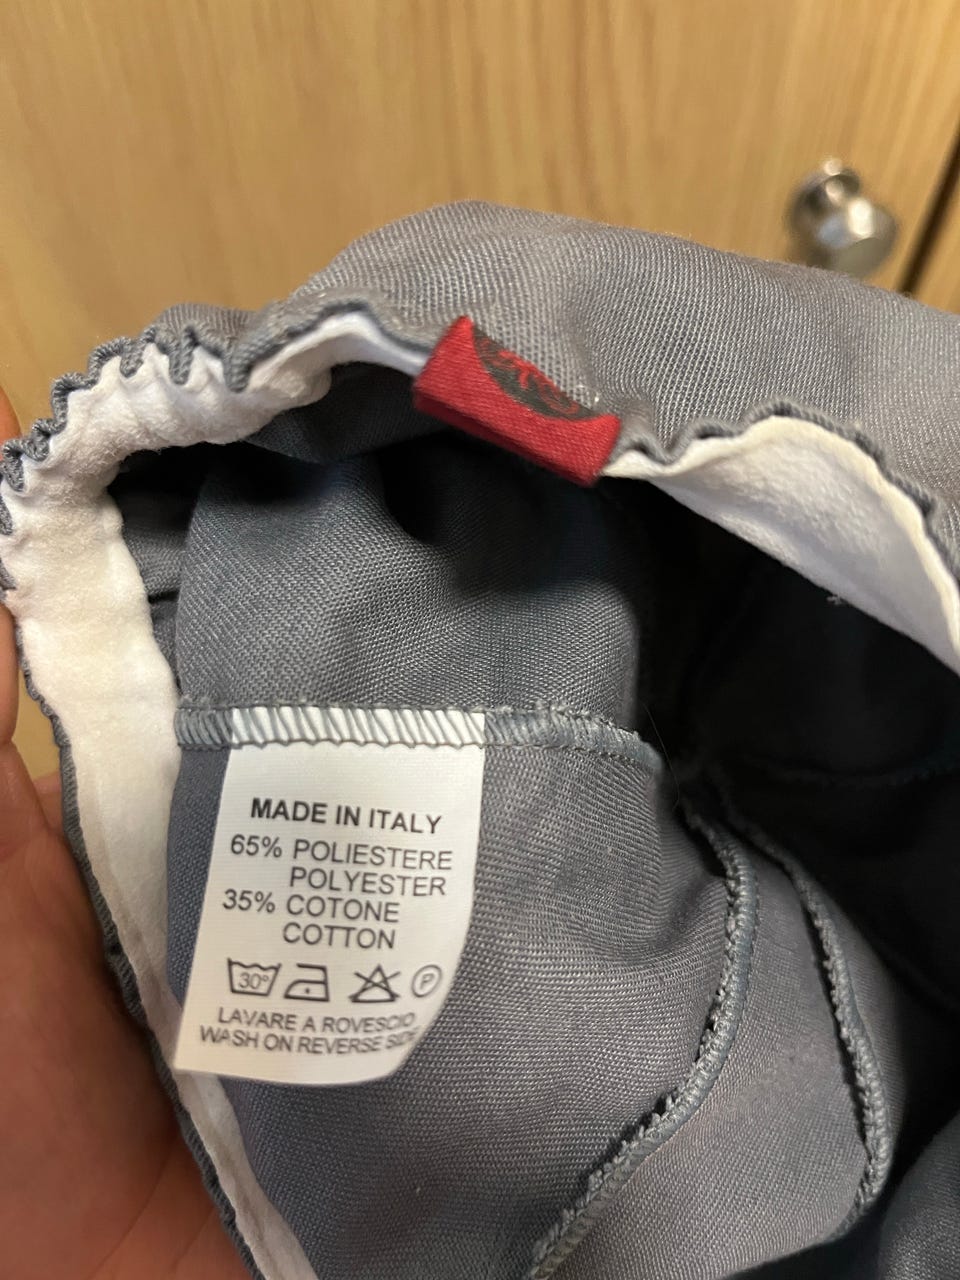 MADE IN ITALY
65% POLIESTERE
POLYESTER
35% COTONE
COTTON
30°
P
LAVARE A ROVESCIO
WASH ON REVERSE SIDE